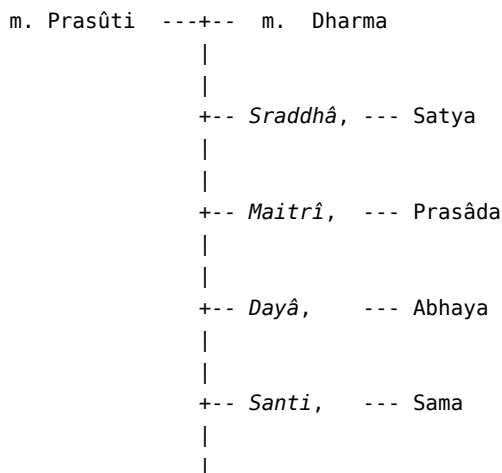 m. Prasûti ---+-- m. Dharma
|
|
+-- Sraddhâ, --- Satya
|
|
+-- Maitrî, --- Prasâda
|
|
+-- Dayâ, --- Abhaya
|
|
+-- Santi, --- Sama
|
|